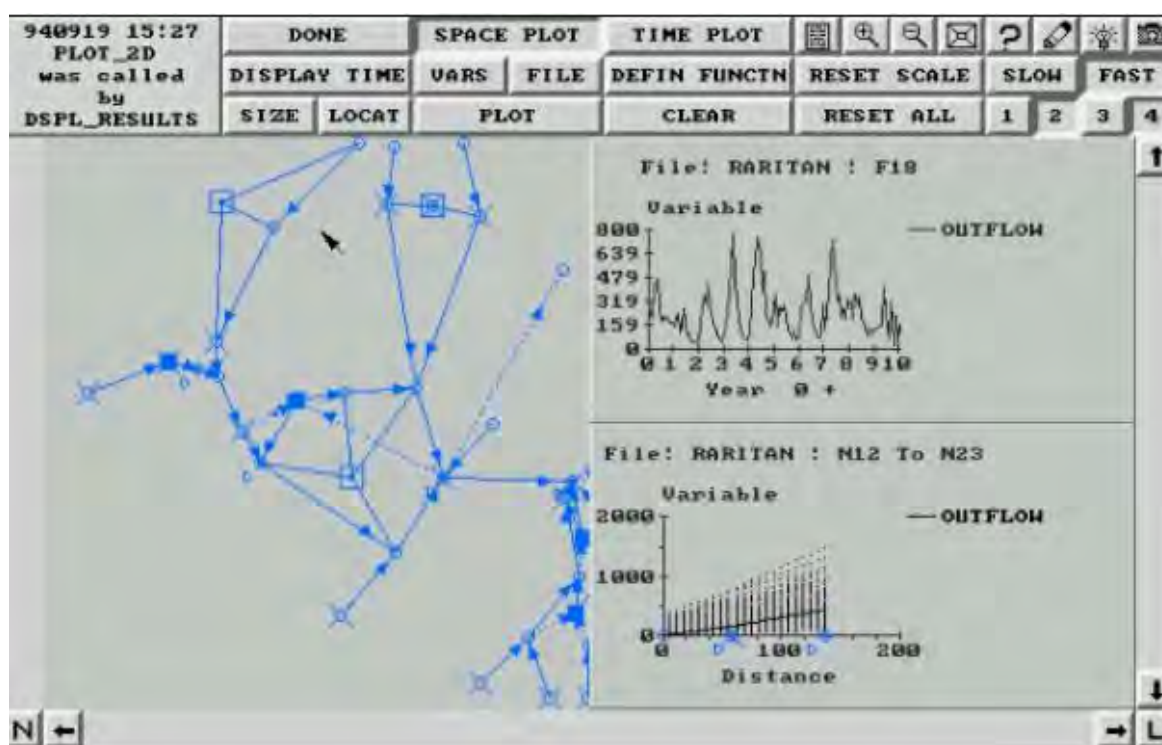 940919 15:27
PLOT_2D
was called
by
DSPL_RESULTS
DONE SPACE PLOT TIME PLOT ?
DISPLAY TIME VARS FILE DEFIN FUNCTN RESET SCALE SLOW FAST
SIZE LOCAT PLOT CLEAR RESET ALL 1 2 3 4
File: RARITAN : F18
Variable
800
639
479
319
159
0
OUTFLOW
0 1 2 3 4 5 6 7 8 910
Year 0 +
File: RARITAN : N12 To N23
Variable
2000
1000
0
OUTFLOW
0 100 200
D D
Distance
D
D
N L